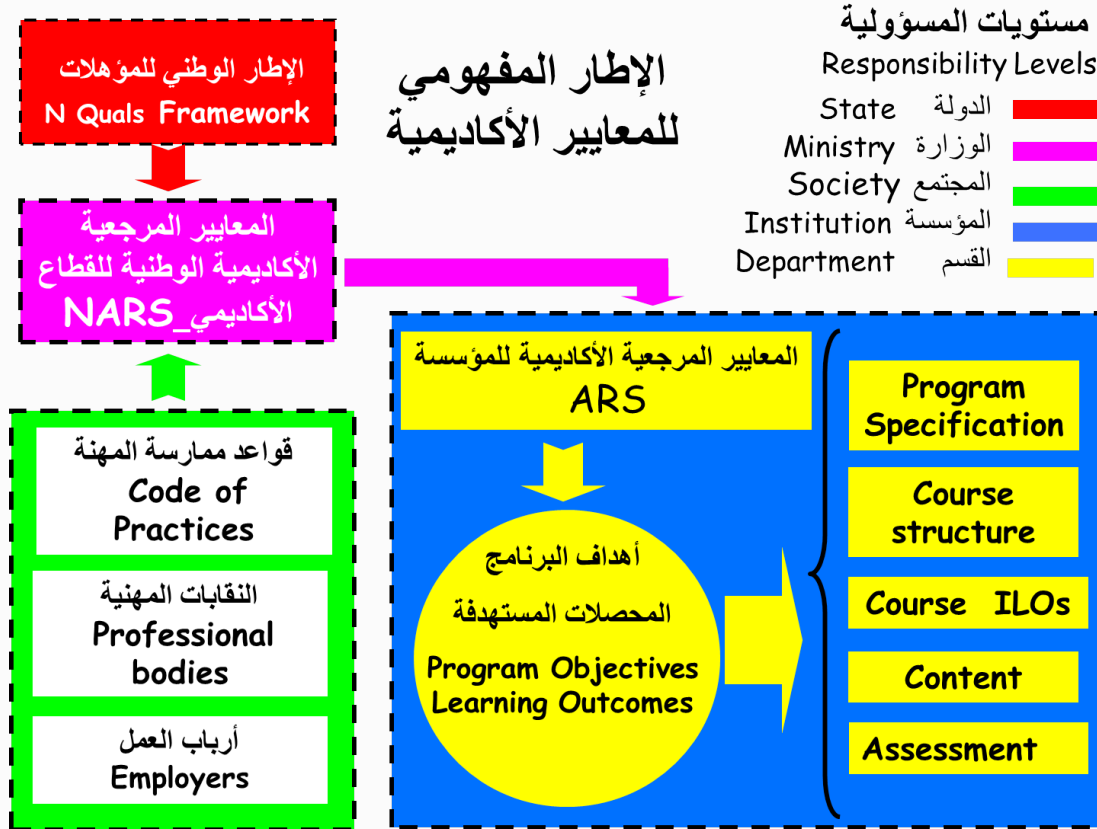 الإطار المفهومي
للمعايير الأكاديمية
مستويات المسؤولية
Responsibility Levels
State الدولة
Ministry الوزارة
Society المجتمع
Institution المؤسسة
Department القسم
الإطار الوطني للمؤهلات
N Quals Framework
المعايير المرجعية
الأكاديمية الوطنية للقطاع
الأكاديمي_NARS
قواعد ممارسة المهنة
Code of
Practices
النقابات المهنية
Professional
bodies
أرباب العمل
Employers
المعايير المرجعية الأكاديمية للمؤسسة
ARS
أهداف البرنامج
المحصلات المستهدفة
Program Objectives
Learning Outcomes
Program
Specification
Course
structure
Course ILOs
Content
Assessment